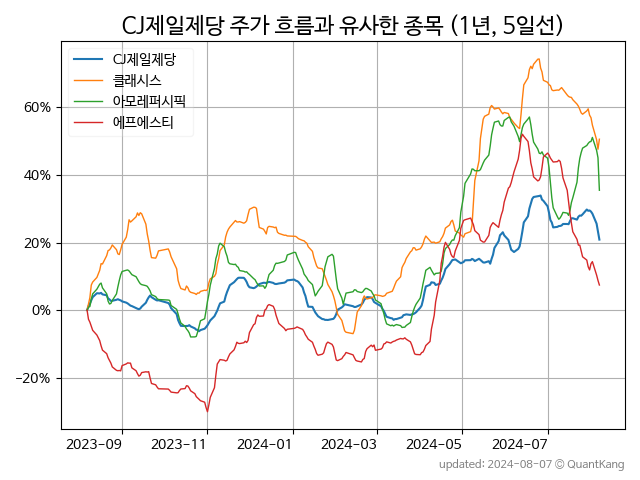 CJ제일제당 주가 흐름과 유사한 종목 (1년, 5일선)
CJ제일제당
클래시스
아모레퍼시픽
에프에스티
60%
40%
20%
0%
−20%
2023-09 2023-11 2024-01 2024-03 2024-05 2024-07
updated: 2024-08-07 © QuantKang